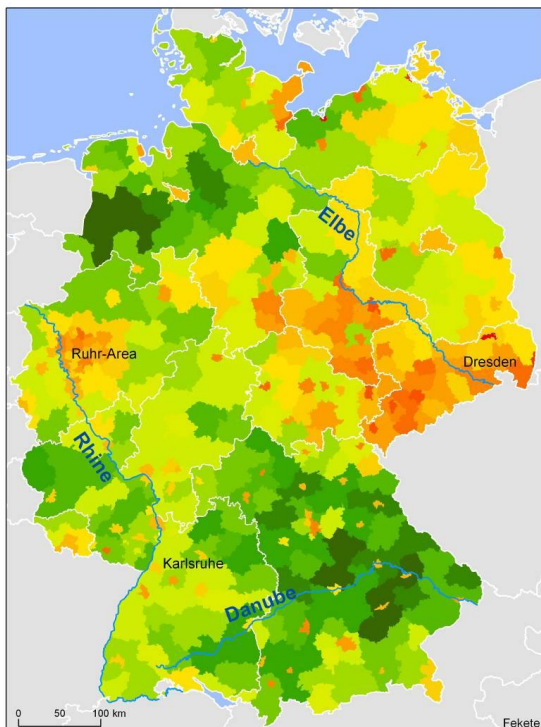 Elbe
Ruhr-Area
Dresden
Rhine
Karlsruhe
Danube
0 50 100 km
Fekete